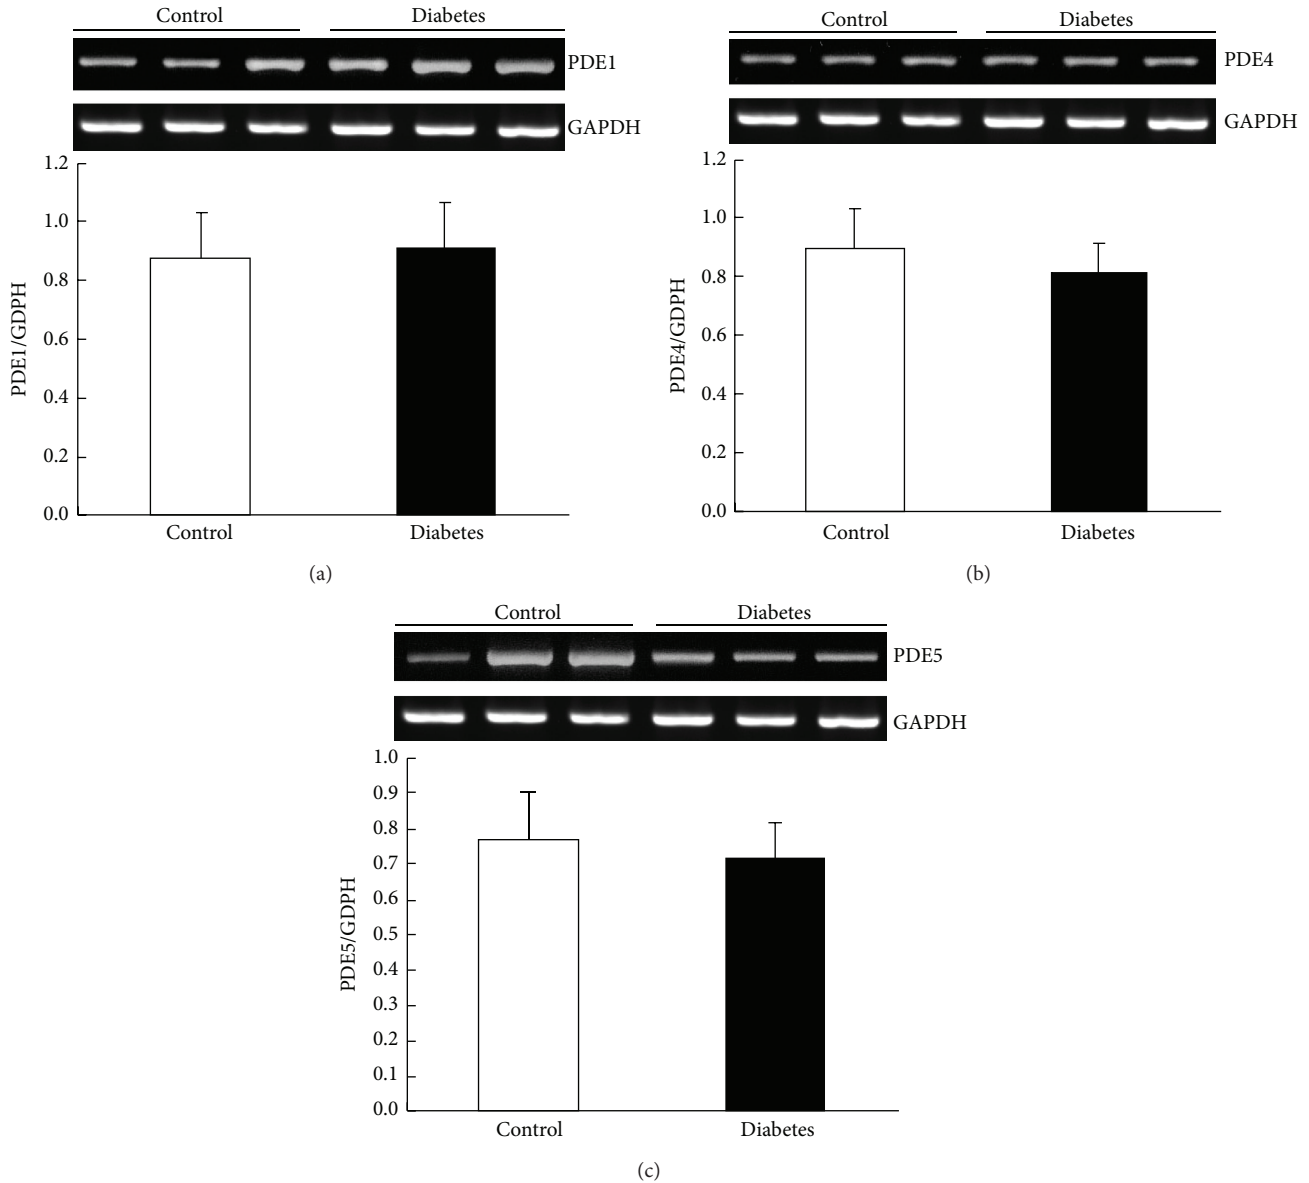 Control Diabetes
PDE1
GAPDH
1.2
1.0
0.8
0.6
0.4
0.2
0.0
PDE1/GDPH
Control Diabetes
(a)
Control Diabetes
PDE4
GAPDH
1.2
1.0
0.8
0.6
0.4
0.2
0.0
PDE4/GDPH
Control Diabetes
(b)
Control Diabetes
PDE5
GAPDH
1.0
0.9
0.8
0.7
0.6
0.5
0.4
0.3
0.2
0.1
0.0
PDE5/GDPH
Control Diabetes
(c)